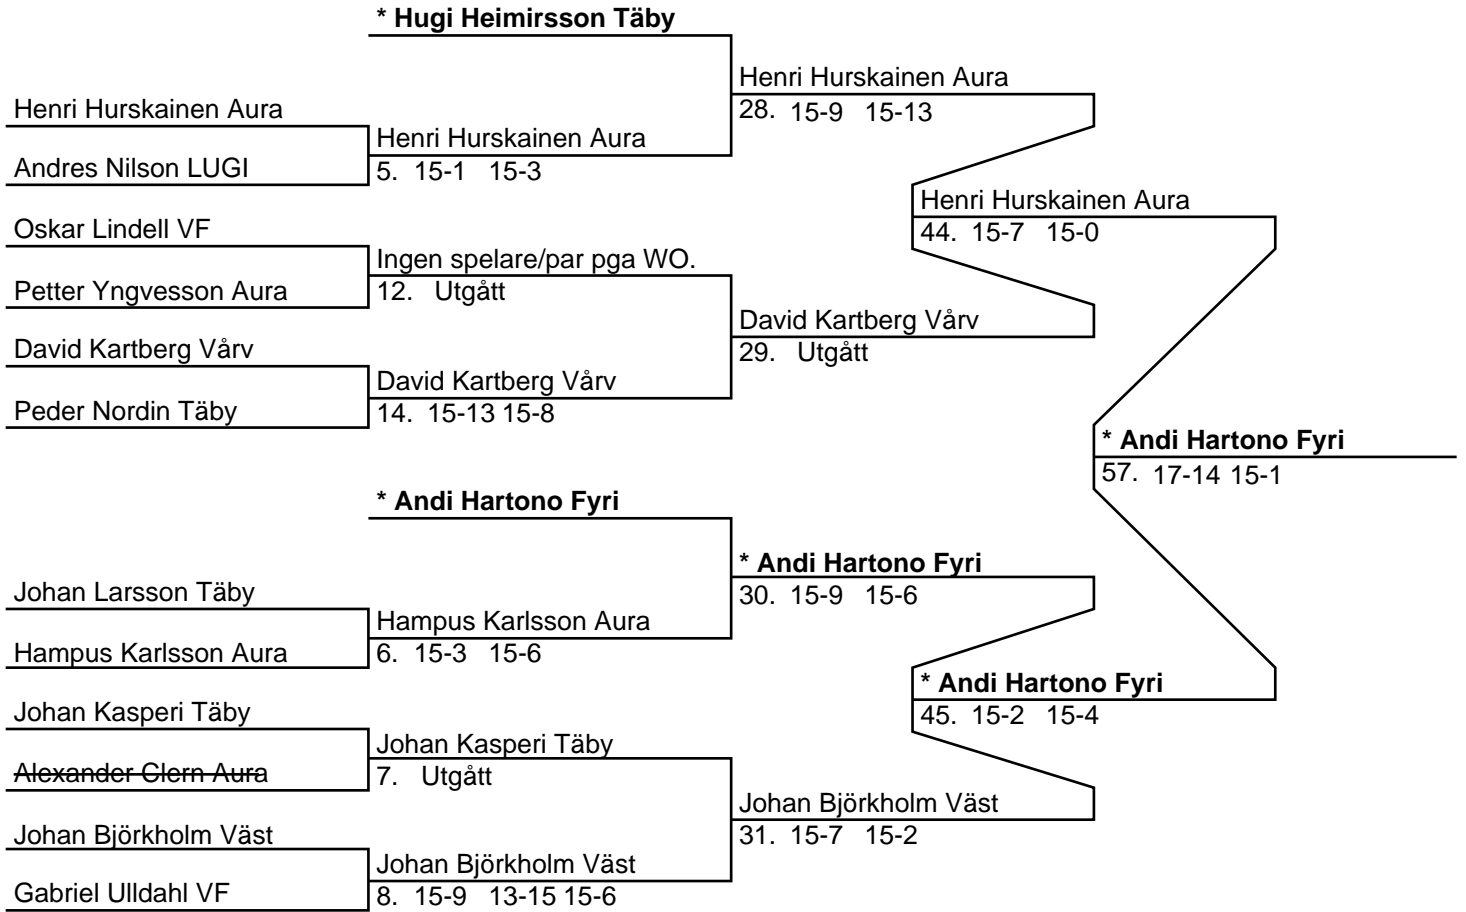 * Hugi Heimirsson Täby
Henri Hurskainen Aura
28. 15-9 15-13
Henri Hurskainen Aura
Henri Hurskainen Aura
5. 15-1 15-3
Andres Nilson LUGI
Henri Hurskainen Aura
44. 15-7 15-0
Oskar Lindell VF
Ingen spelare/par pga WO.
12. Utgått
Petter Yngvesson Aura
David Kartberg Vårv
29. Utgått
David Kartberg Vårv
David Kartberg Vårv
14. 15-13 15-8
Peder Nordin Täby
* Andi Hartono Fyri
57. 17-14 15-1
* Andi Hartono Fyri
* Andi Hartono Fyri
30. 15-9 15-6
Johan Larsson Täby
Hampus Karlsson Aura
6. 15-3 15-6
Hampus Karlsson Aura
* Andi Hartono Fyri
45. 15-2 15-4
Johan Kasperi Täby
Johan Kasperi Täby
7. Utgått
Alexander Clern Aura
Johan Björkholm Väst
31. 15-7 15-2
Johan Björkholm Väst
Johan Björkholm Väst
8. 15-9 13-15 15-6
Gabriel Ulldahl VF